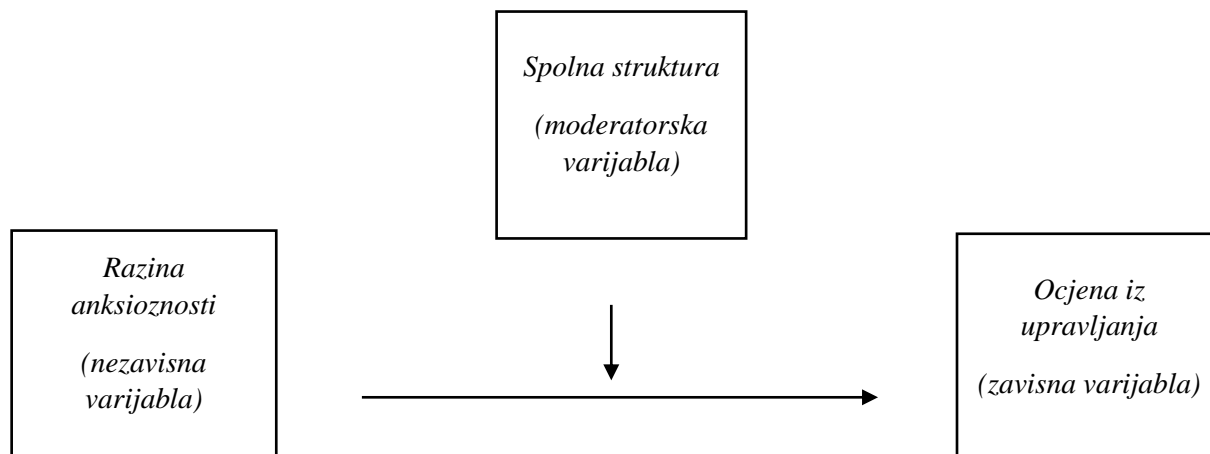 Spolna struktura
(moderatorska
varijabla)
Razina
anksioznosti
(nezavisna
varijabla)
Ocjena iz
upravljanja
(zavisna varijabla)